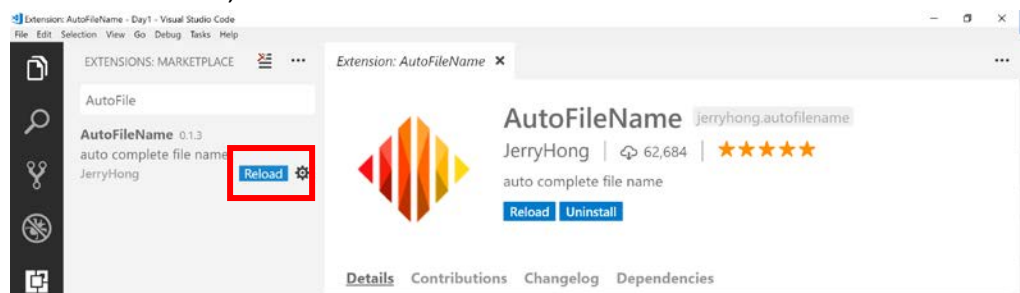 Extension: AutoFileName - Day1 - Visual Studio Code
File Edit Selection View Go Debug Tasks Help
EXTENSIONS: MARKETPLACE
AutoFile
AutoFileName 0.1.3
auto complete file name
JerryHong
Reload
Extension: AutoFileName
AutoFileName jerryhong.autofilename
JerryHong | 62,684 |
auto complete file name
Reload Uninstall
Details Contributions Changelog Dependencies